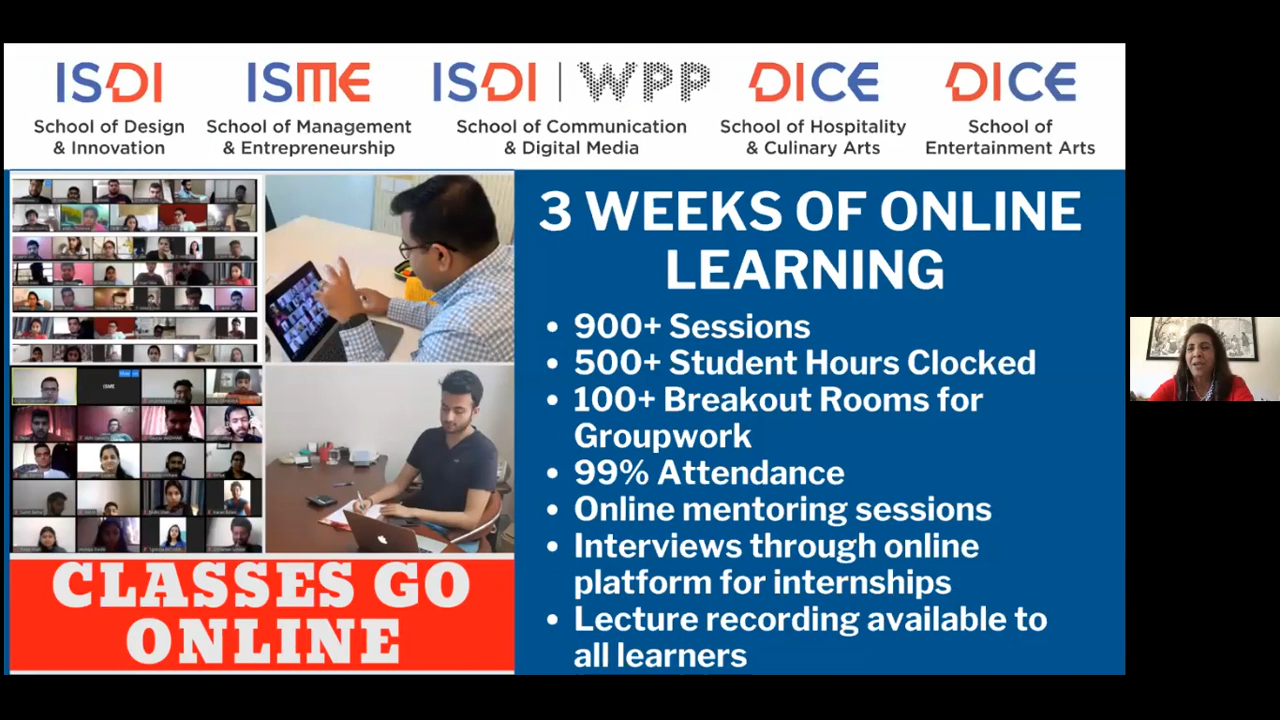 ISDI
School of Design
& Innovation
ISME
School of Management
& Entrepreneurship
ISDI | WPP
School of Communication
& Digital Media
DICE
School of Hospitality
& Culinary Arts
DICE
School of
Entertainment Arts
3 WEEKS OF ONLINE
LEARNING
• 900+ Sessions
• 500+ Student Hours Clocked
• 100+ Breakout Rooms for
Groupwork
• 99% Attendance
• Online mentoring sessions
• Interviews through online
platform for internships
• Lecture recording available to
all learners
ISME
CLASSES GO
ONLINE